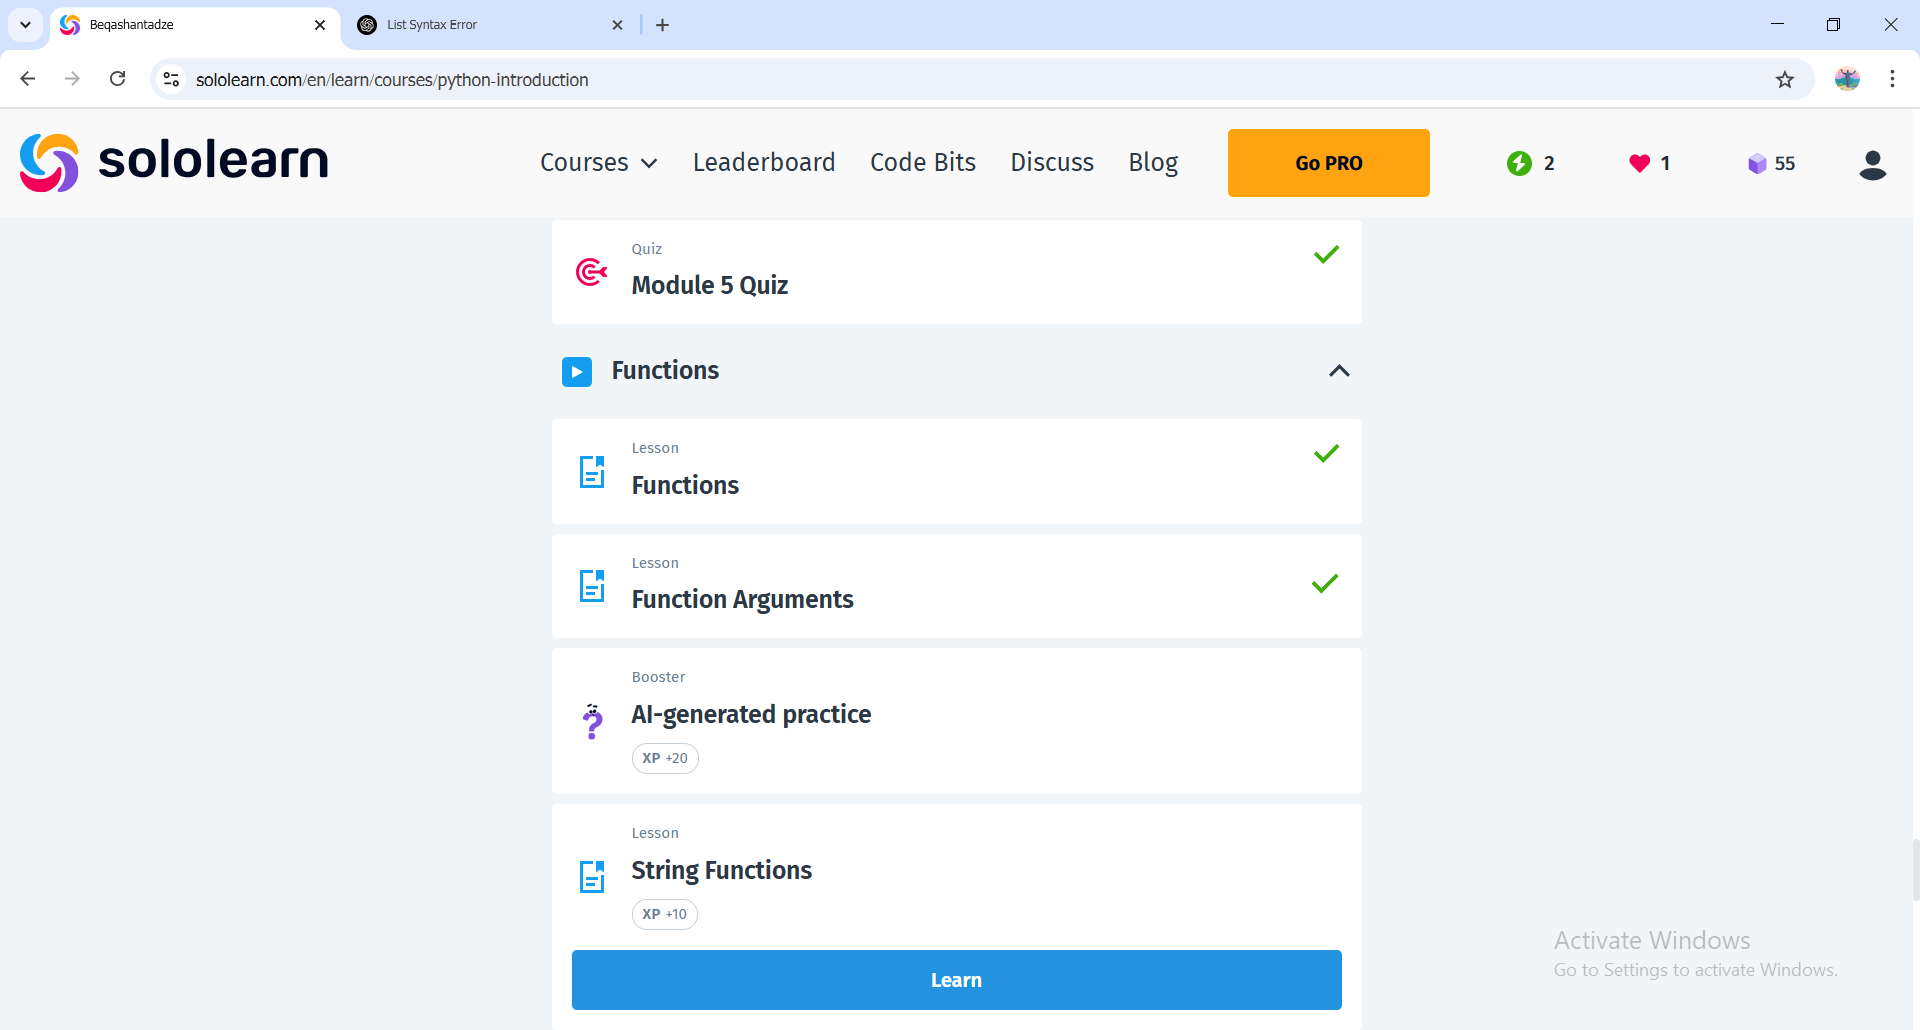 Beqashantadze
List Syntax Error
sololearn.com/en/learn/courses/python-introduction
sololearn
Courses
Leaderboard
Code Bits
Discuss
Blog
Go PRO
2
1
55
Quiz
Module 5 Quiz
Functions
Lesson
Functions
Lesson
Function Arguments
Booster
AI-generated practice
XP +20
Lesson
String Functions
XP +10
Learn
Activate Windows
Go to Settings to activate Windows.